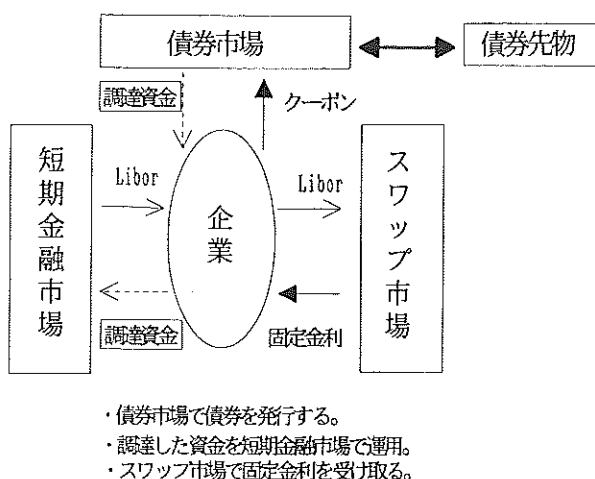 債券市場
債券先物
調達資金
クーポン
短期金融市場
Libor
企業
Libor
スワップ市場
調達資金
固定金利
・債券市場で債券を発行する。
・調達した資金を短期金融市場で運用。
・スワップ市場で固定金利を受け取る。